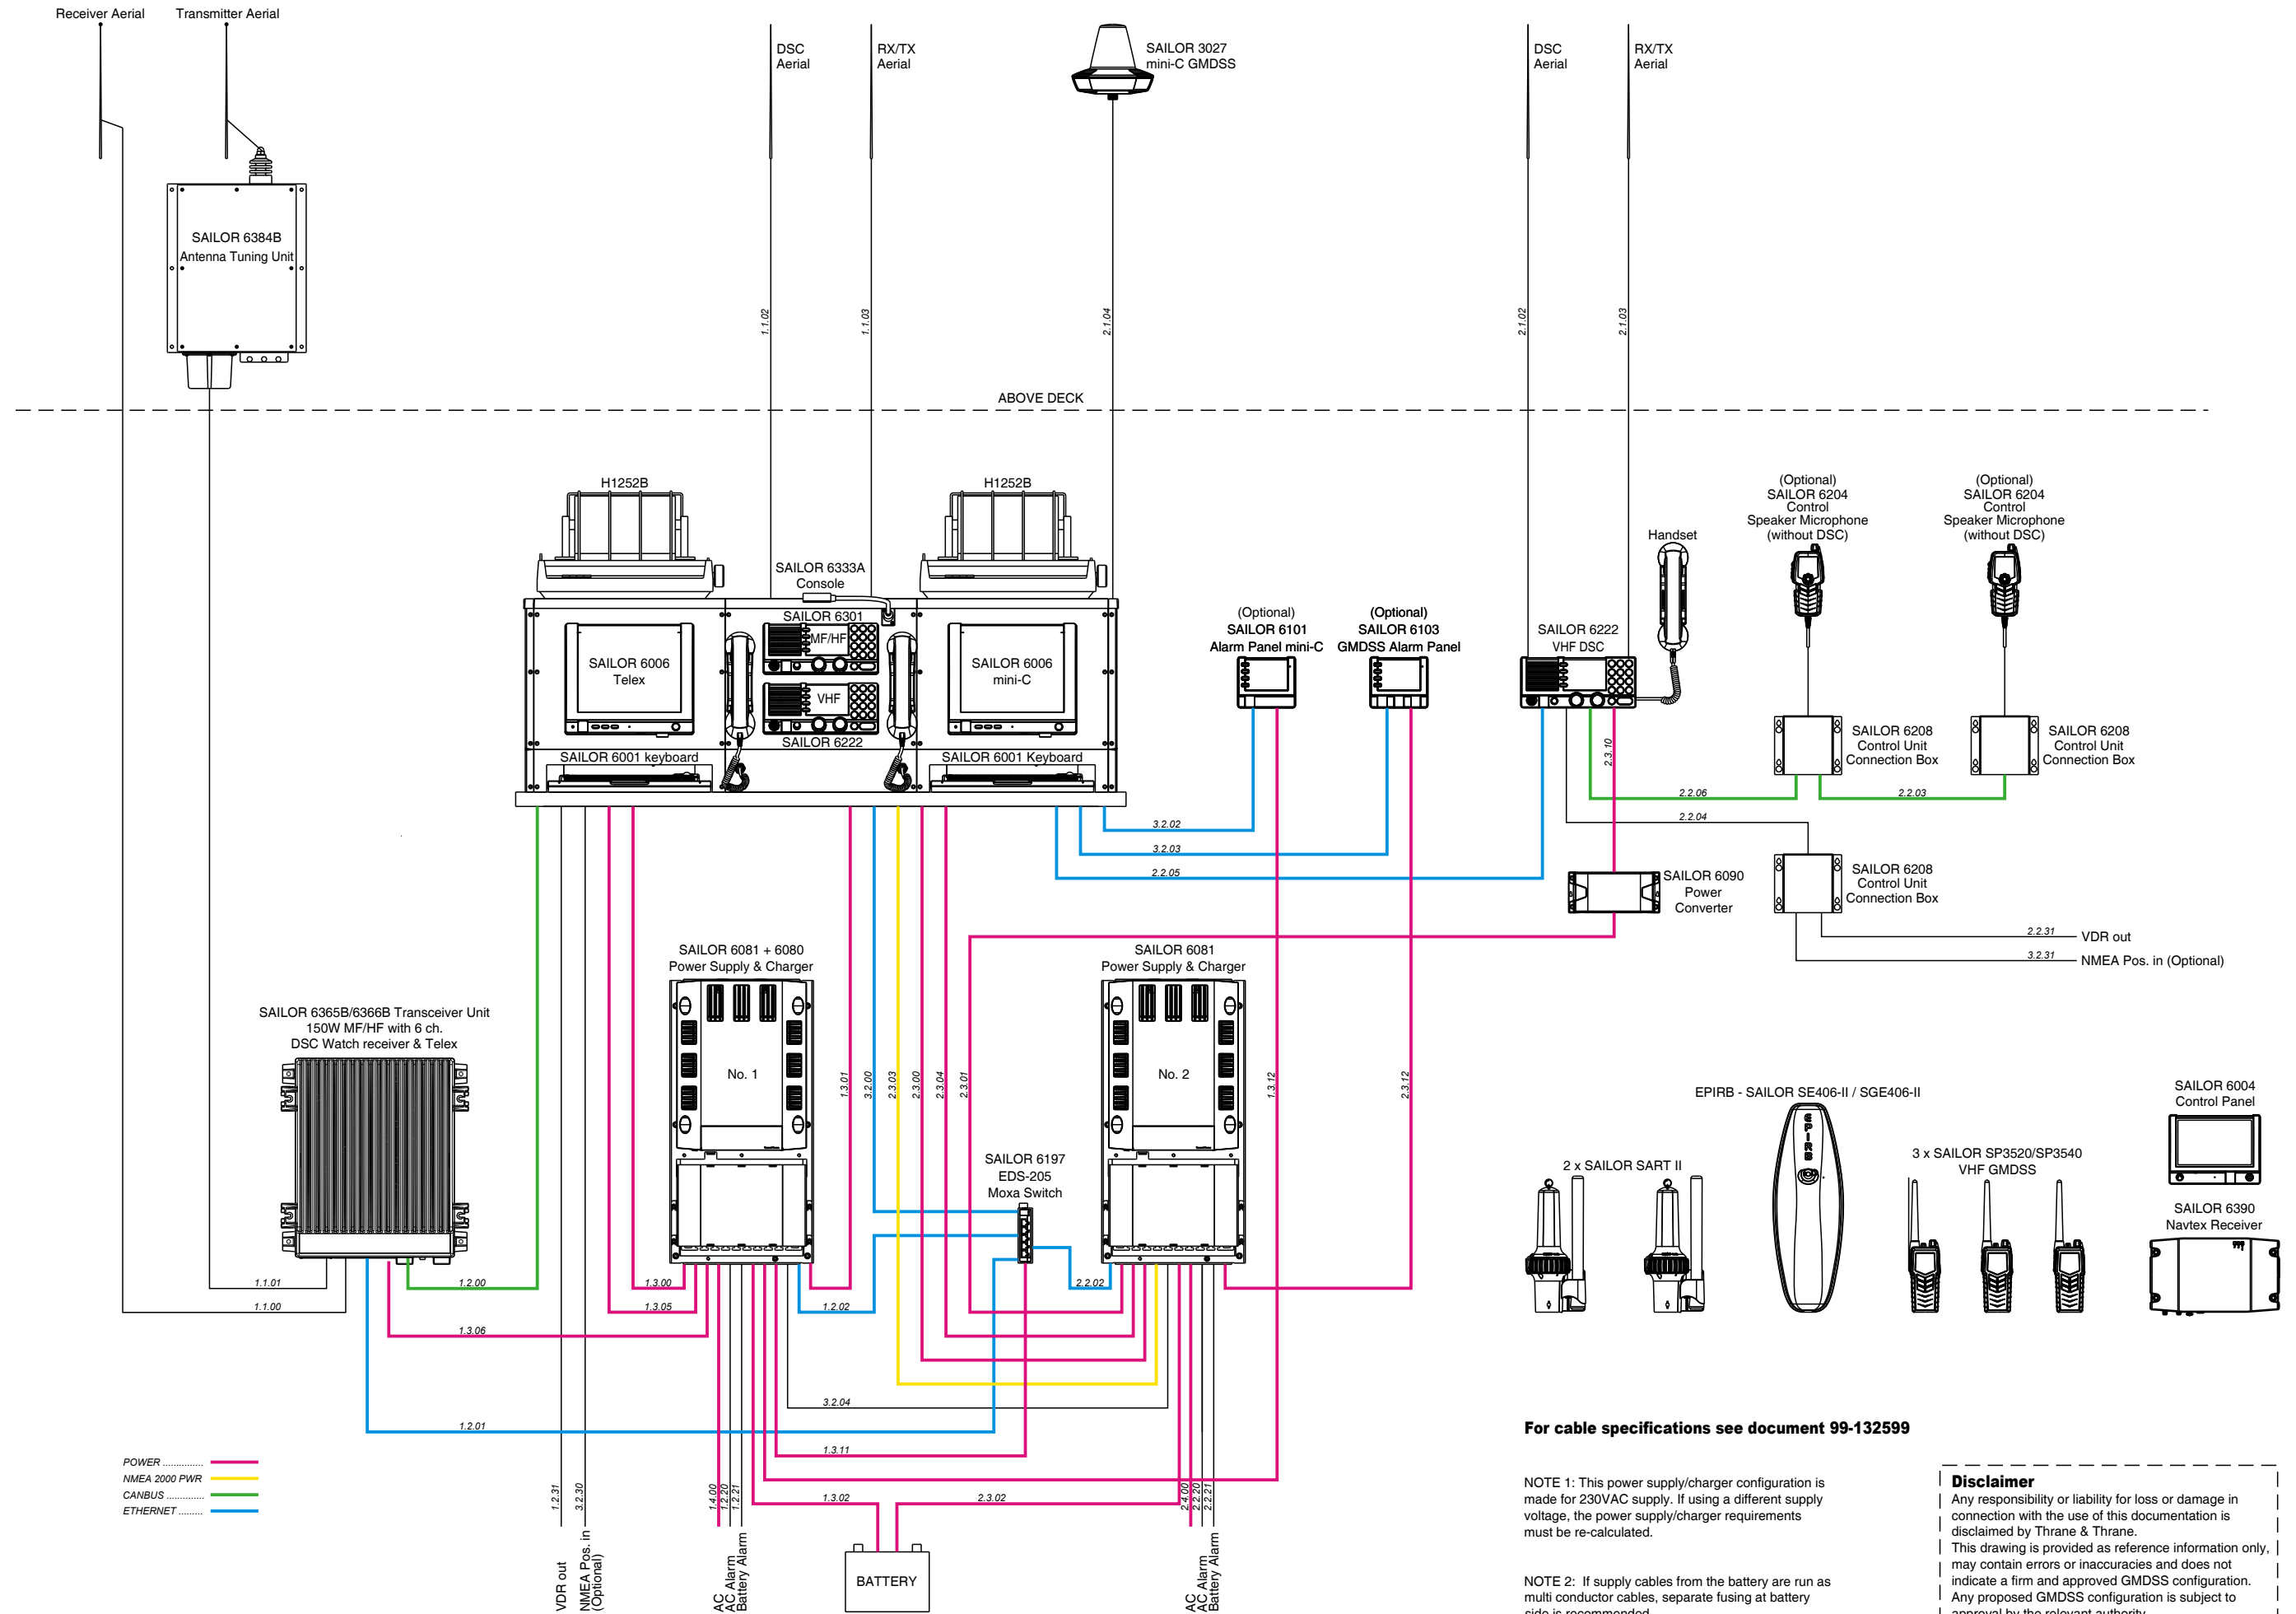 Receiver Aerial
Transmitter Aerial
DSC
Aerial
RX/TX
Aerial
SAILOR 3027
mini-C GMDSS
DSC
Aerial
RX/TX
Aerial
SAILOR 6384B
Antenna Tuning Unit
1.1.02
1.1.03
2.1.04
2.1.02
2.1.03
ABOVE DECK
H1252B
H1252B
(Optional)
SAILOR 6204
Control
Speaker Microphone
(without DSC)
(Optional)
SAILOR 6204
Control
Speaker Microphone
(without DSC)
Handset
SAILOR 6333A
Console
SAILOR 6301
MF/HF
SAILOR 6006
Telex
SAILOR 6006
mini-C
VHF
SAILOR 6222
SAILOR 6001 keyboard
SAILOR 6001 Keyboard
(Optional)
SAILOR 6101
Alarm Panel mini-C
(Optional)
SAILOR 6103
GMDSS Alarm Panel
SAILOR 6222
VHF DSC
SAILOR 6208
Control Unit
Connection Box
SAILOR 6208
Control Unit
Connection Box
2.3.10
2.2.06
2.2.03
2.2.04
3.2.02
3.2.03
2.2.05
SAILOR 6090
Power
Converter
SAILOR 6208
Control Unit
Connection Box
2.2.31
VDR out
3.2.31
NMEA Pos. in (Optional)
SAILOR 6081 + 6080
Power Supply & Charger
SAILOR 6081
Power Supply & Charger
SAILOR 6365B/6366B Transceiver Unit
150W MF/HF with 6 ch.
DSC Watch receiver & Telex
No. 1
No. 2
1.3.01
3.2.00
2.3.03
2.3.00
2.3.04
2.3.01
1.3.12
2.3.12
SAILOR 6197
EDS-205
Moxa Switch
EPIRB - SAILOR SE406-II / SGE406-II
EPIRB
SAILOR 6004
Control Panel
2 x SAILOR SART II
3 x SAILOR SP3520/SP3540
VHF GMDSS
SAILOR 6390
Navtex Receiver
1.1.01
1.2.00
1.3.00
2.2.02
1.1.00
1.3.05
1.2.02
1.3.06
3.2.04
1.2.01
1.3.11
POWER ...............
NMEA 2000 PWR
CANBUS ..............
ETHERNET .........
1.2.31
3.2.30
1.4.00
1.2.20
1.2.21
1.3.02
2.3.02
2.4.00
2.2.20
2.2.21
VDR out
NMEA Pos. in
(Optional)
AC
AC Alarm
Battery Alarm
BATTERY
AC
AC Alarm
Battery Alarm
For cable specifications see document 99-132599
NOTE 1: This power supply/charger configuration is
made for 230VAC supply. If using a different supply
voltage, the power supply/charger requirements
must be re-calculated.
NOTE 2:  If supply cables from the battery are run as
multi conductor cables, separate fusing at battery
side is recommended
Disclaimer
Any responsibility or liability for loss or damage in
connection with the use of this documentation is
disclaimed by Thrane & Thrane.
This drawing is provided as reference information only,
may contain errors or inaccuracies and does not
indicate a firm and approved GMDSS configuration.
Any proposed GMDSS configuration is subject to
approval by the relevant authority